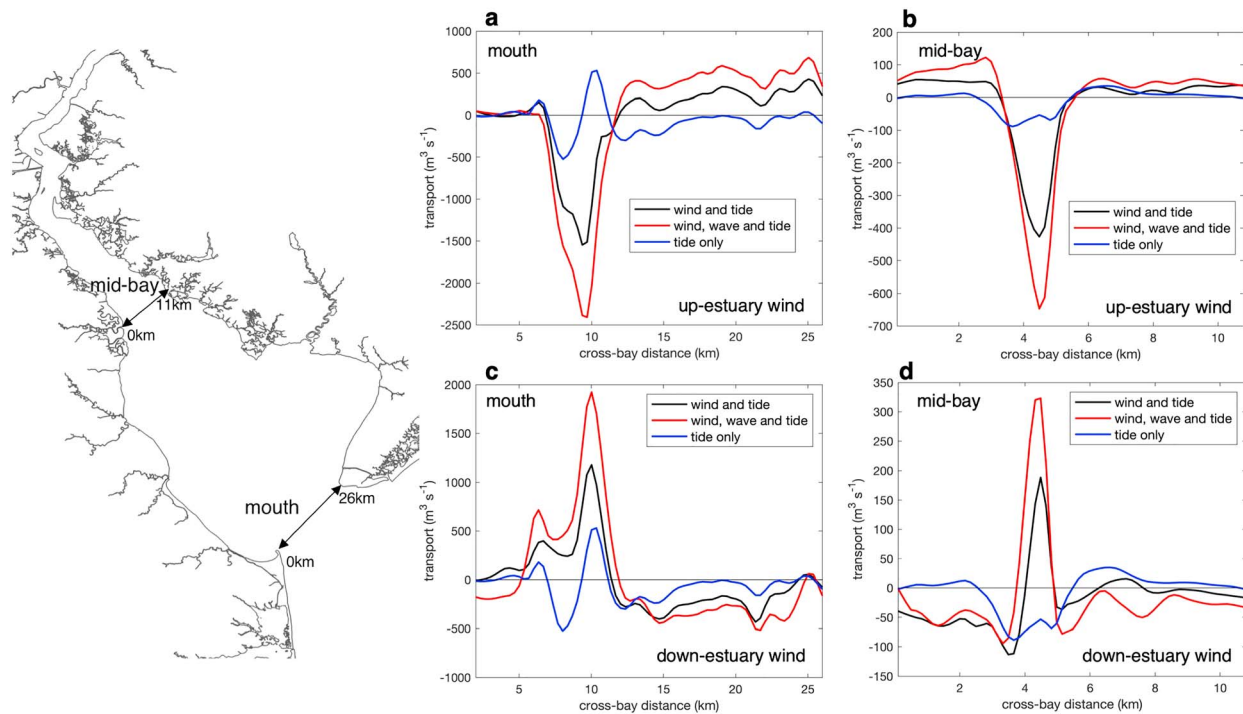 mid-bay
11km
0km
mouth
26km
0km
a
mouth
1000
500
0
-500
-1000
-1500
-2000
-2500
transport (m³ s⁻¹)
wind and tide
wind, wave and tide
tide only
up-estuary wind
5 10 15 20 25
cross-bay distance (km)
b
mid-bay
200
100
0
-100
-200
-300
-400
-500
-600
-700
transport (m³ s⁻¹)
wind and tide
wind, wave and tide
tide only
up-estuary wind
2 4 6 8 10
cross-bay distance (km)
c
mouth
2000
1500
1000
500
0
-500
-1000
transport (m³ s⁻¹)
wind and tide
wind, wave and tide
tide only
down-estuary wind
5 10 15 20 25
cross-bay distance (km)
d
mid-bay
350
300
250
200
150
100
50
0
-50
-100
-150
transport (m³ s⁻¹)
wind and tide
wind, wave and tide
tide only
down-estuary wind
2 4 6 8 10
cross-bay distance (km)